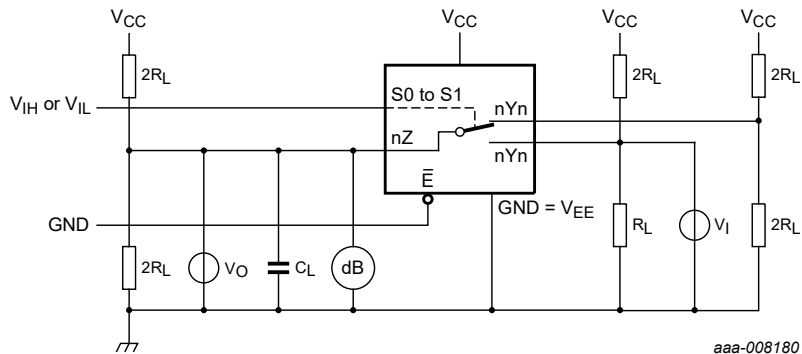 VCC
VCC
VCC
VCC
2RL
2RL
2RL
VIH or VIL
S0 to S1
nYn
nZ
nYn
E̅
GND
GND = VEE
2RL
VO
CL
dB
RL
VI
2RL
aaa-008180